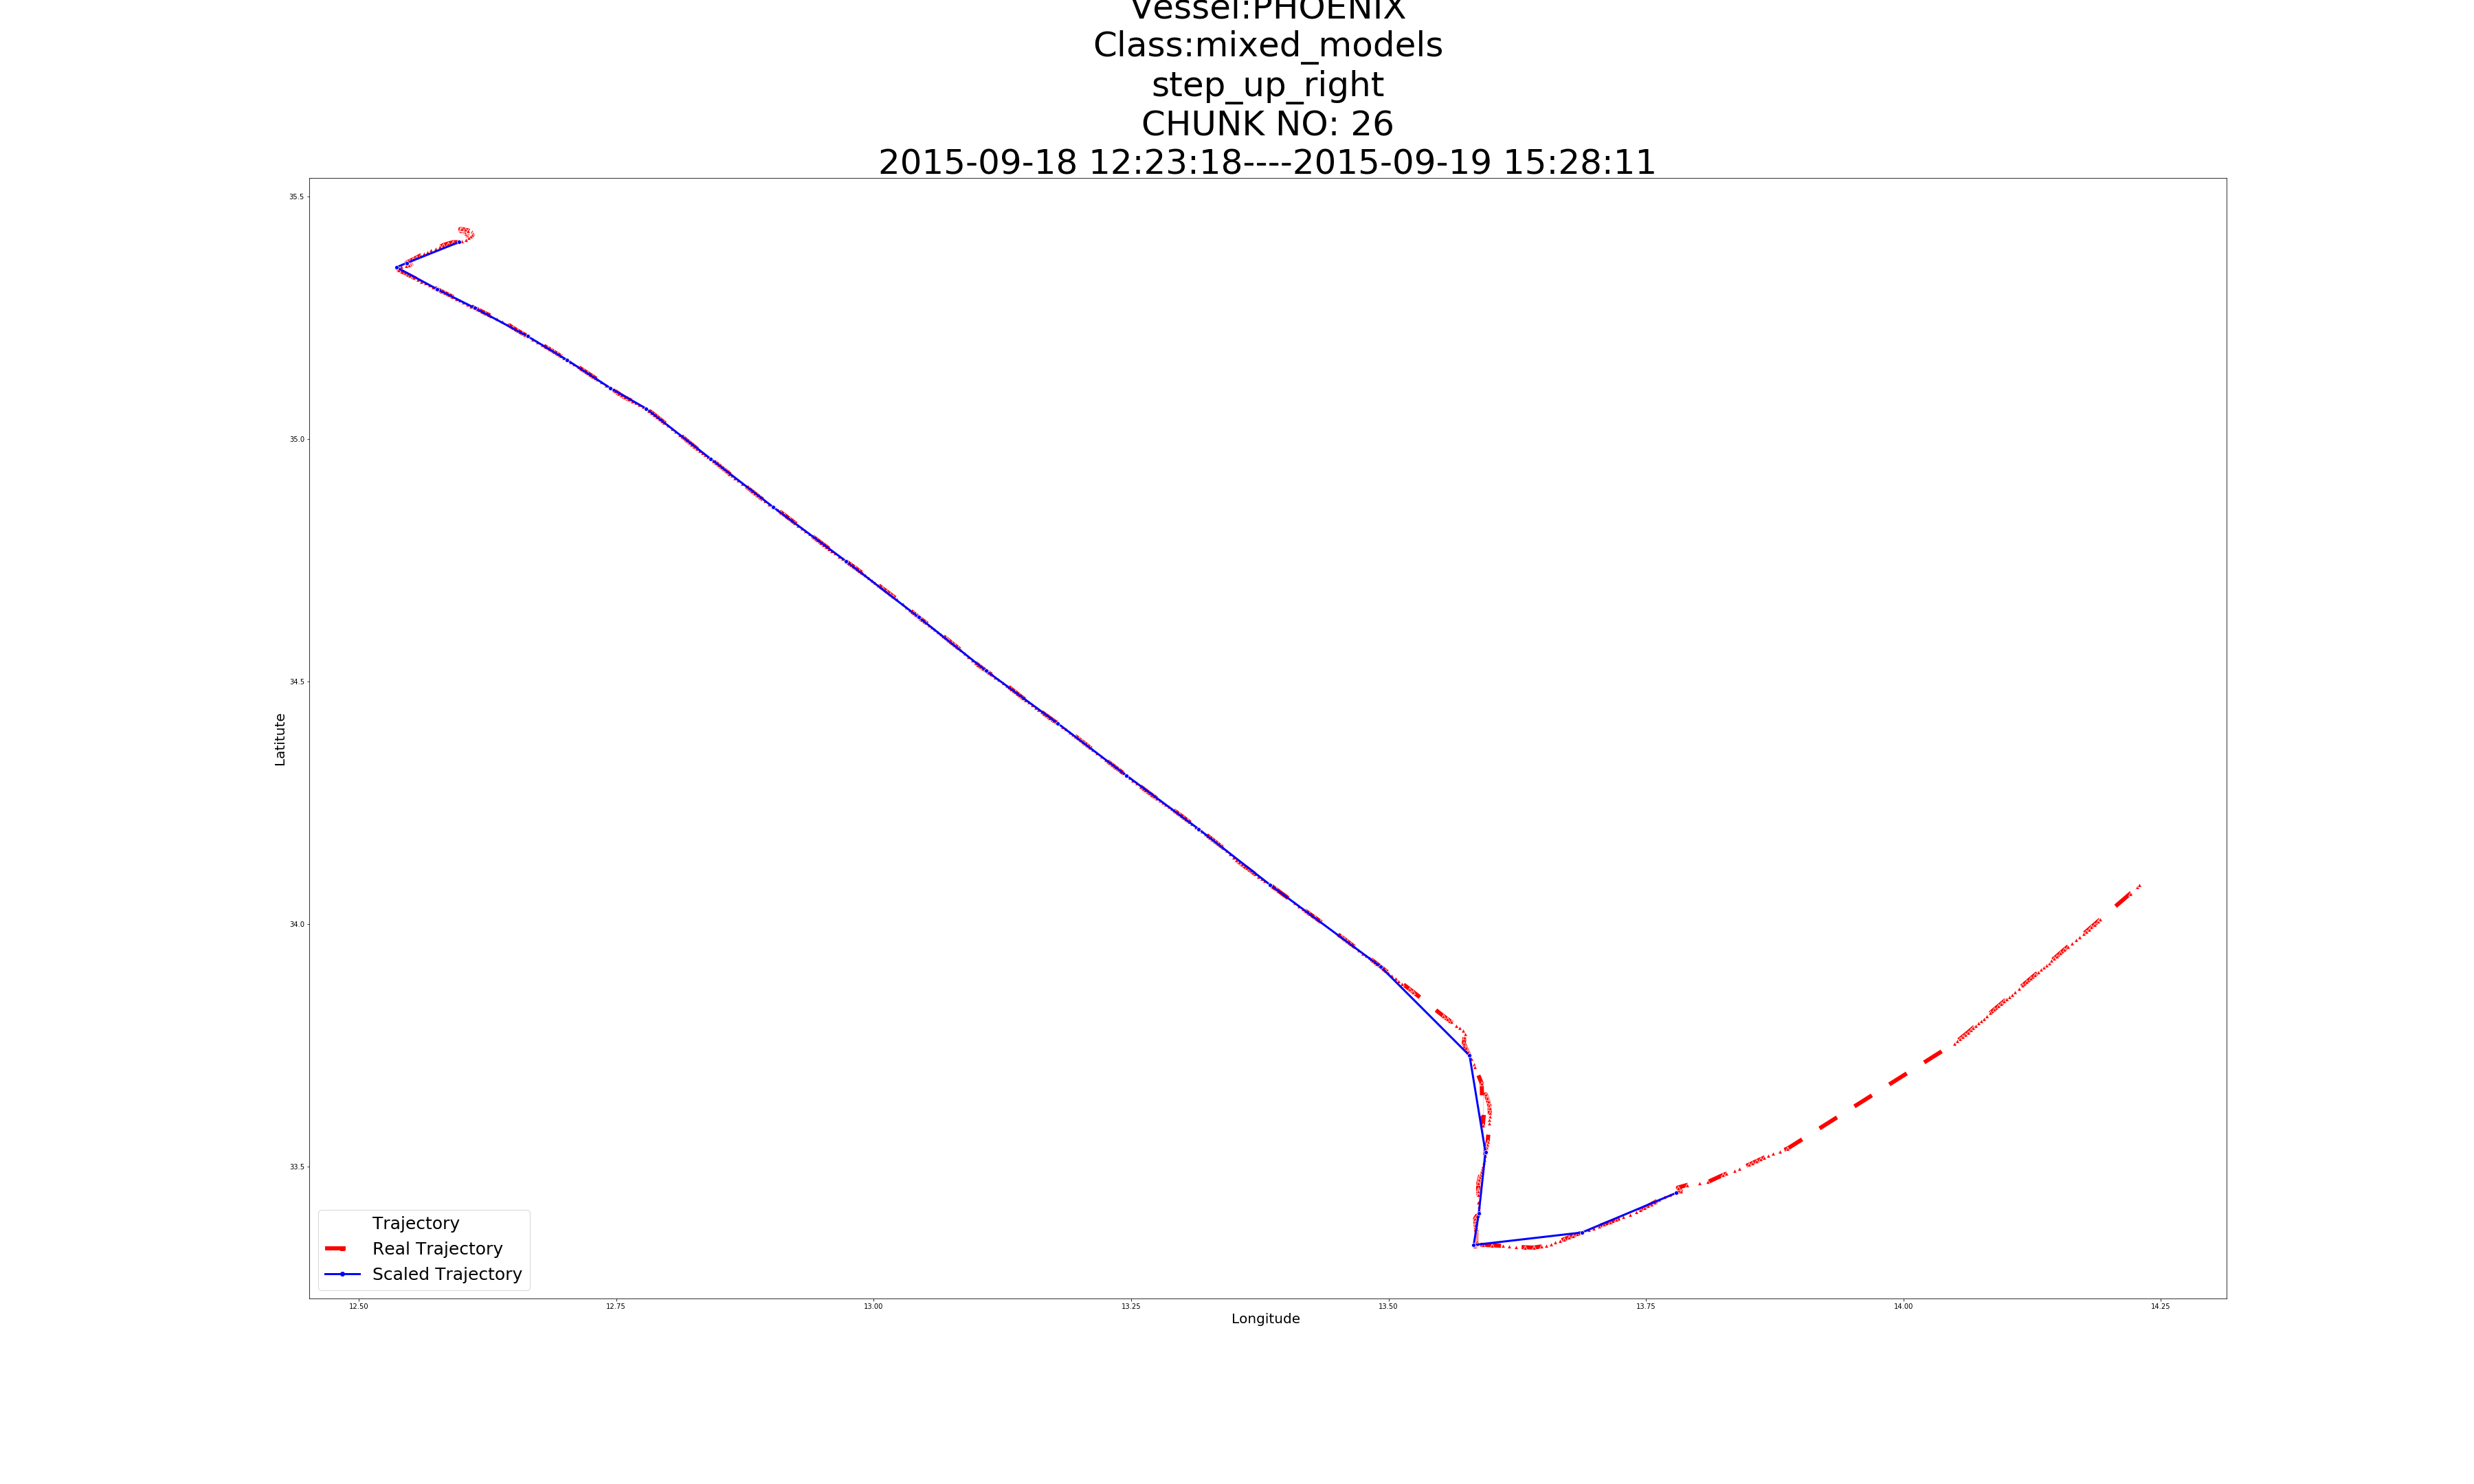 Vessel:PHOENIX
Class:mixed_models
step_up_right
CHUNK NO: 26
2015-09-18 12:23:18----2015-09-19 15:28:11
35.5
35.0
34.5
34.0
33.5
Latitute
Trajectory
Real Trajectory
Scaled Trajectory
12.50
12.75
13.00
13.25
13.50
13.75
14.00
14.25
Longitude